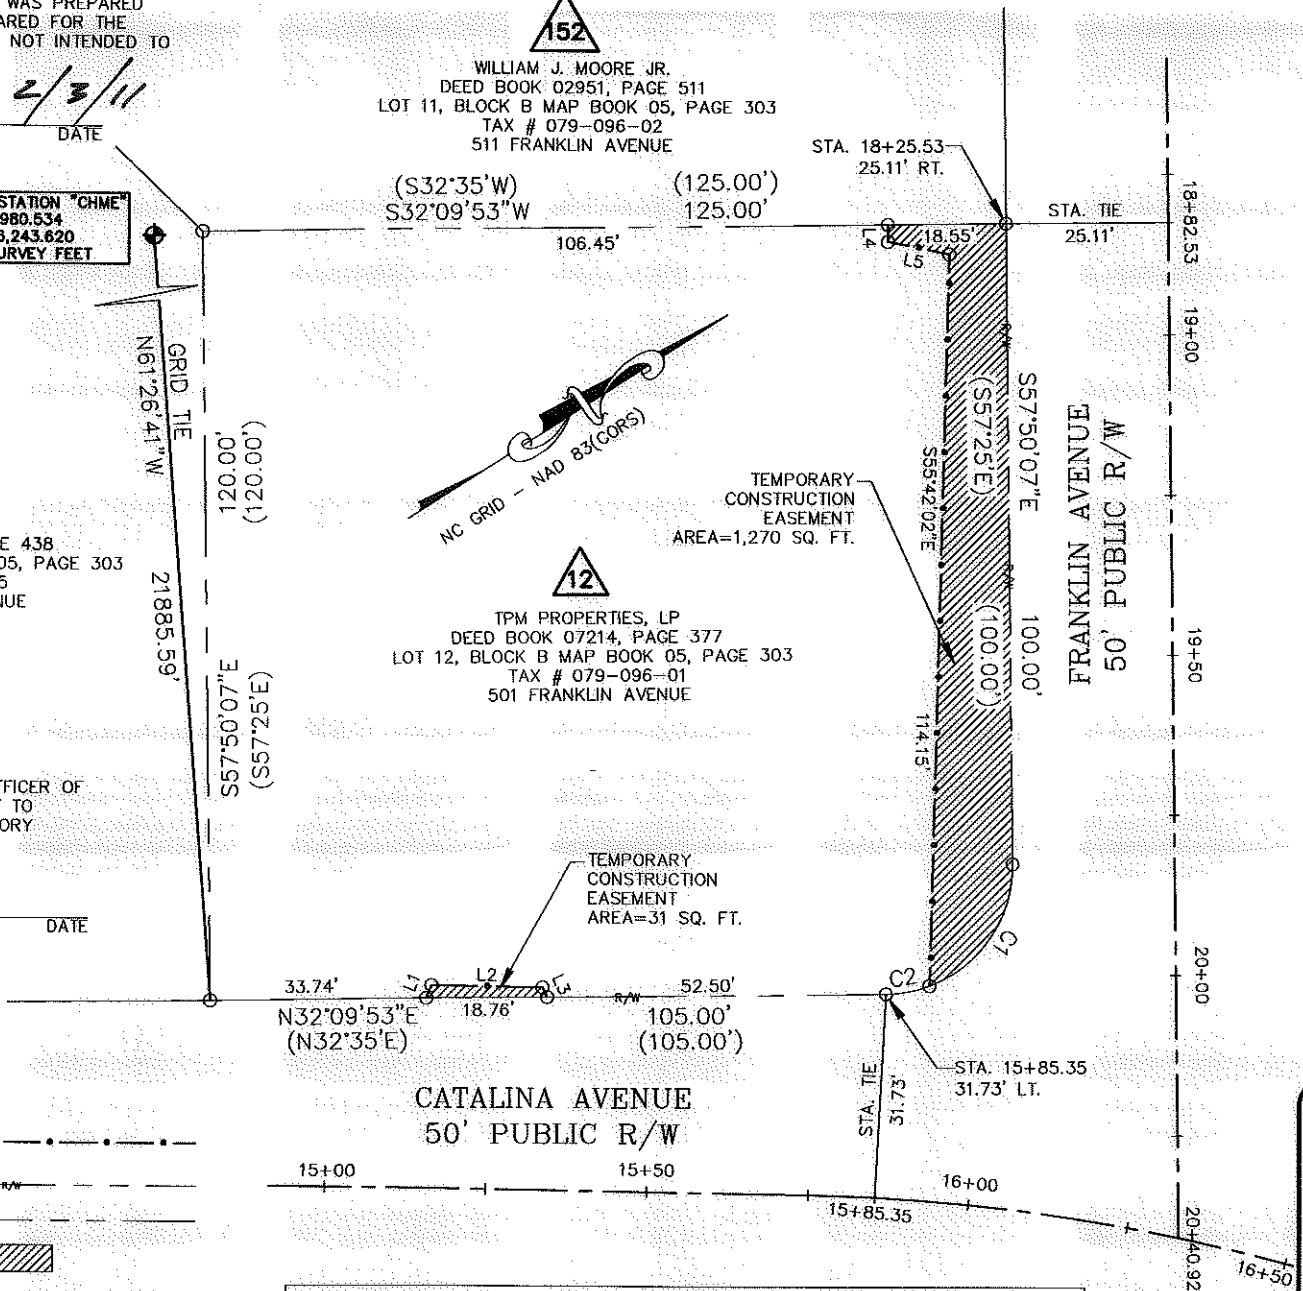 WAS PREPARED
ARED FOR THE
NOT INTENDED TO
2/3/11
DATE
152
WILLIAM J. MOORE JR.
DEED BOOK 02951, PAGE 511
LOT 11, BLOCK B MAP BOOK 05, PAGE 303
TAX # 079-096-02
511 FRANKLIN AVENUE
STA. 18+25.53
25.11' RT.
(S32°35'W) (125.00')
S32°09'53"W 125.00'
106.45'
18.55'
L4
L5
STA. TIE
25.11'
18+82.53
STATION "CHME"
980.534
3,243.620
URVEY FEET
GRID TIE
N61°26'41"W
21885.59'
120.00'
(120.00')
S57°50'07"E
(S57°25'E)
NC GRID - NAD 83(CORS)
N
19+00
R/W
S57°50'07"E
(S57°25'E)
100.00'
(100.00')
R/W
FRANKLIN AVENUE
50' PUBLIC R/W
S55°42'02"E
114.15'
TEMPORARY
CONSTRUCTION
EASEMENT
AREA=1,270 SQ. FT.
E 438
05, PAGE 303
6
NUE
12
TPM PROPERTIES, LP
DEED BOOK 07214, PAGE 377
LOT 12, BLOCK B MAP BOOK 05, PAGE 303
TAX # 079-096-01
501 FRANKLIN AVENUE
19+50
FFICER OF
T TO
ORY
DATE
TEMPORARY
CONSTRUCTION
EASEMENT
AREA=31 SQ. FT.
C1
C2
20+00
33.74'
L1
L2
L3
18.76'
R/W
52.50'
N32°09'53"E 105.00'
(N32°35'E) (105.00')
STA. TIE
31.73'
STA. 15+85.35
31.73' LT.
CATALINA AVENUE
50' PUBLIC R/W
R/W
15+00
15+50
15+85.35
16+00
20+40.92
16+50